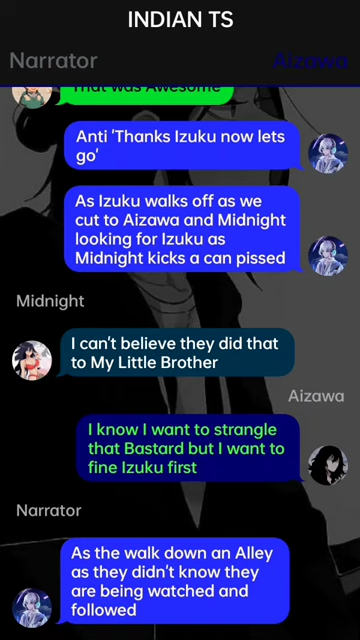 INDIAN TS
Narrator
Aizawa
That was Awesome
Anti 'Thanks Izuku now lets
go'
As Izuku walks off as we
cut to Aizawa and Midnight
looking for Izuku as
Midnight kicks a can pissed
Midnight
I can't believe they did that
to My Little Brother
Aizawa
I know I want to strangle
that Bastard but I want to
fine Izuku first
Narrator
As the walk down an Alley
as they didn't know they
are being watched and
followed